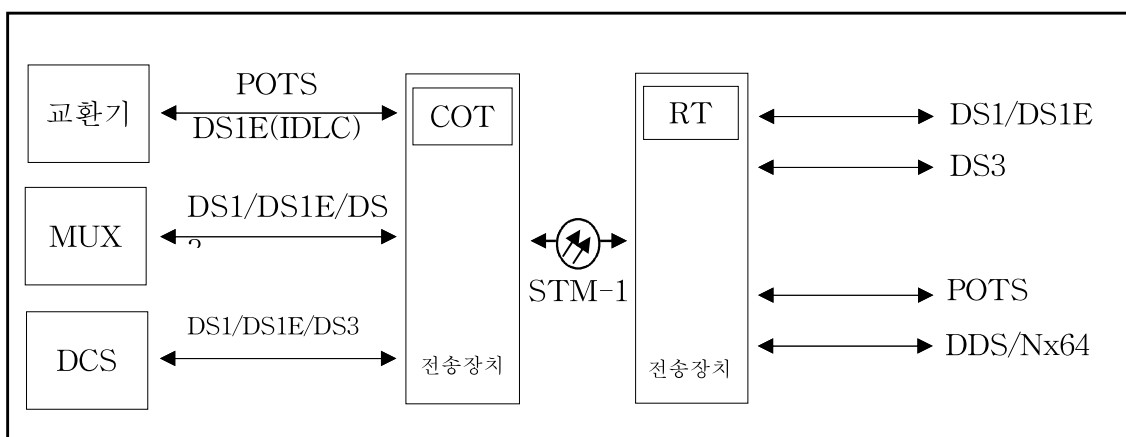 교환기
POTS
DS1E(IDLC)
COT
RT
DS1/DS1E
DS3
MUX
DS1/DS1E/DS
STM-1
POTS
DCS
DS1/DS1E/DS3
전송장치
전송장치
DDS/Nx64